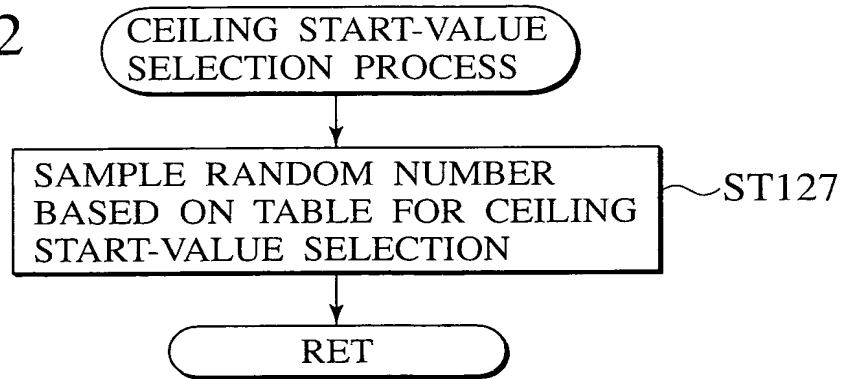 2
CEILING START-VALUE
SELECTION PROCESS
SAMPLE RANDOM NUMBER
BASED ON TABLE FOR CEILING
START-VALUE SELECTION
ST127
RET